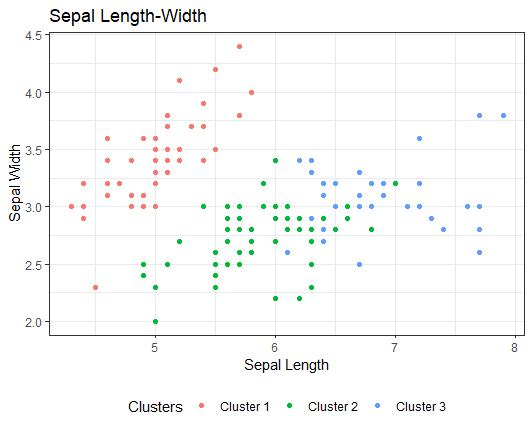 Sepal Length-Width
4.5
4.0
3.5
3.0
2.5
2.0
Sepal Width
5 6 7 8
Sepal Length
Clusters Cluster 1 Cluster 2 Cluster 3